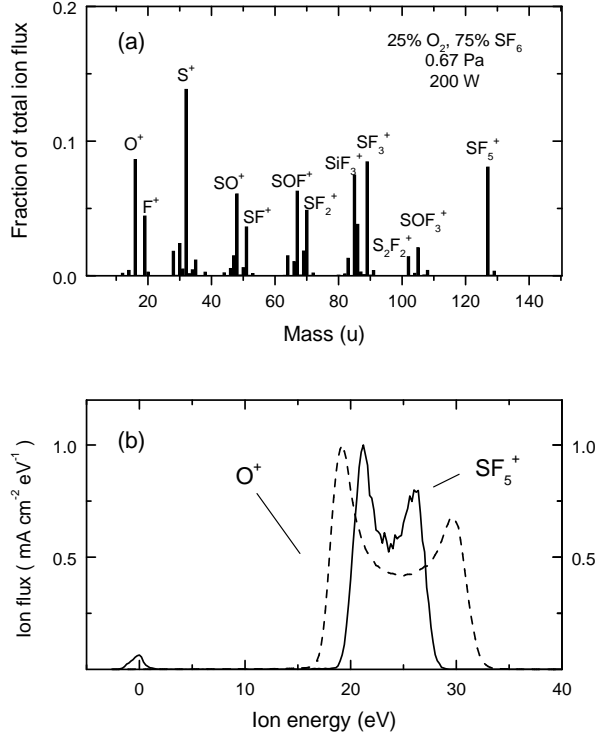 (a)
25% O₂, 75% SF₆
0.67 Pa
200 W
S⁺
O⁺
F⁺
SO⁺
SF⁺
SOF⁺
SF₂⁺
SiF₃⁺
SF₃⁺
S₂F₂⁺
SOF₃⁺
SF₅⁺
Fraction of total ion flux
0.2
0.1
0.0
20 40 60 80 100 120 140
Mass (u)
(b)
O⁺
SF₅⁺
Ion flux ( mA cm⁻² eV⁻¹)
1.0
0.5
1.0
0.5
0 10 20 30 40
Ion energy (eV)